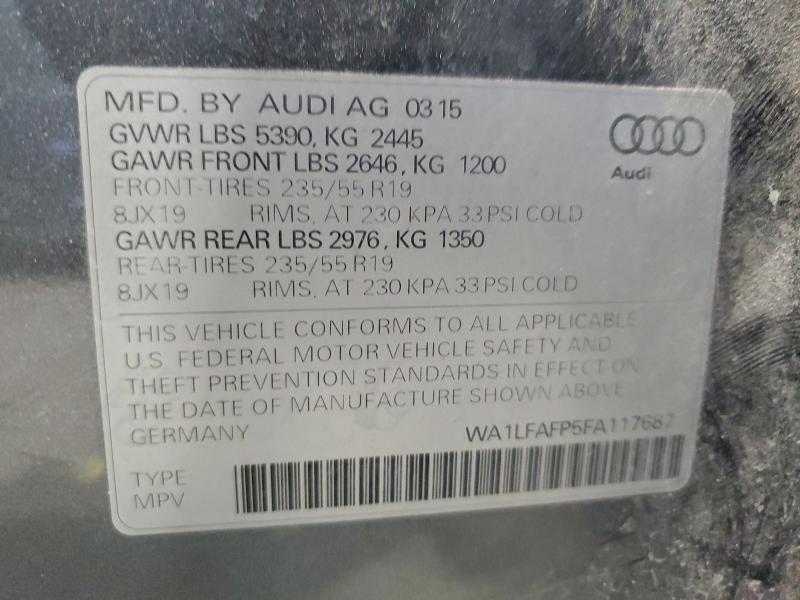 MFD. BY AUDI AG 0315
GVWR LBS 5390, KG 2445
GAWR FRONT LBS 2646, KG 1200
FRONT-TIRES 235/55 R19
8JX19 RIMS, AT 230 KPA 33 PSI COLD
GAWR REAR LBS 2976, KG 1350
REAR-TIRES 235/55 R19
8JX19 RIMS, AT 230 KPA 33 PSI COLD
Audi
THIS VEHICLE CONFORMS TO ALL APPLICABLE
U.S. FEDERAL MOTOR VEHICLE SAFETY AND
THEFT PREVENTION STANDARDS IN EFFECT ON
THE DATE OF MANUFACTURE SHOWN ABOVE
GERMANY WA1LFAFP5FA117687
TYPE
MPV